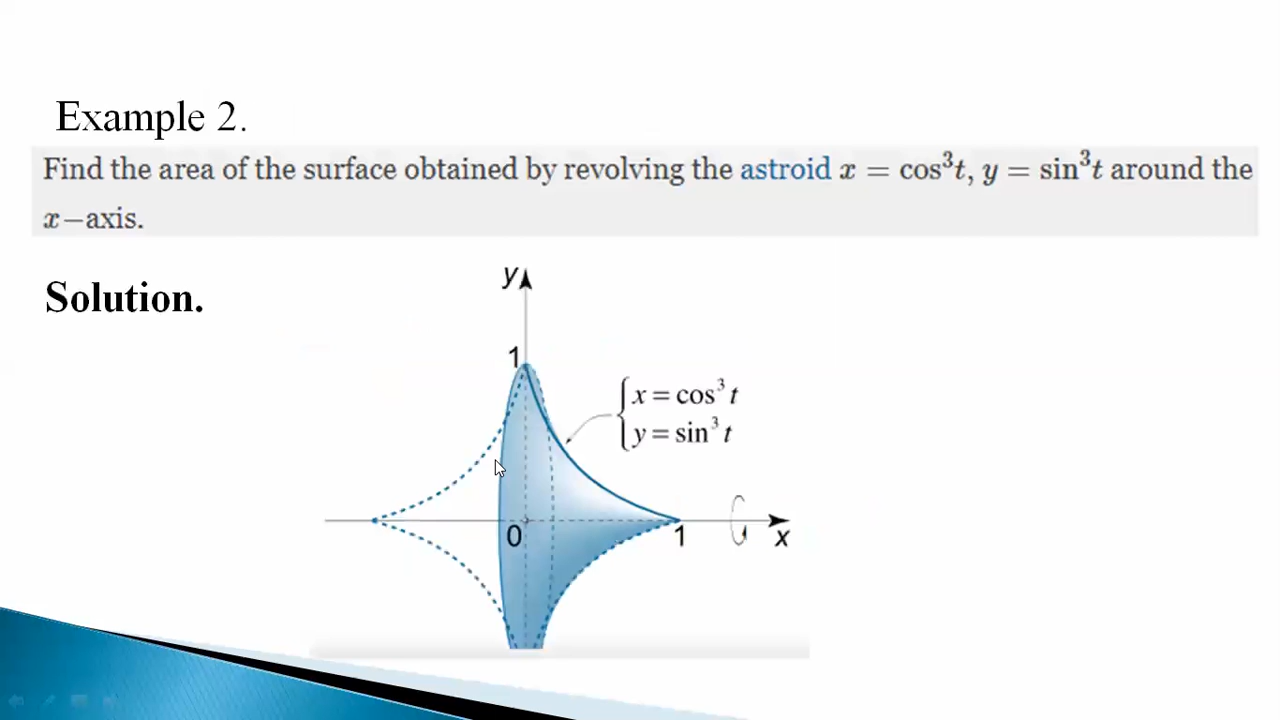 Example 2.
Find the area of the surface obtained by revolving the astroid x = cos³t, y = sin³t around the
x−axis.
Solution.
y
1
x = cos³ t
y = sin³ t
0
1
x